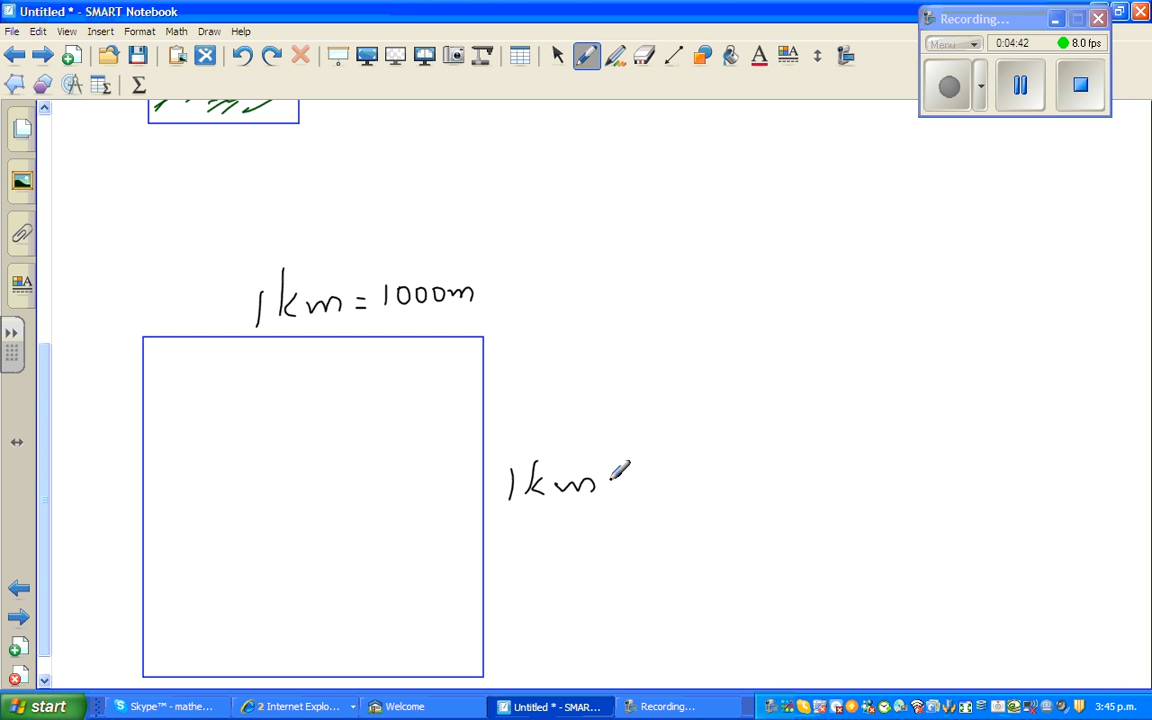 Untitled * - SMART Notebook
Recording...
File Edit View Insert Format Math Draw Help
Menu 0:04:42 8.0 fps
A
Σ
1 km = 1000m
1 km
start Skype™ - mathe... 2 Internet Explo... Welcome Untitled * - SMAR... Recording... 3:45 p.m.